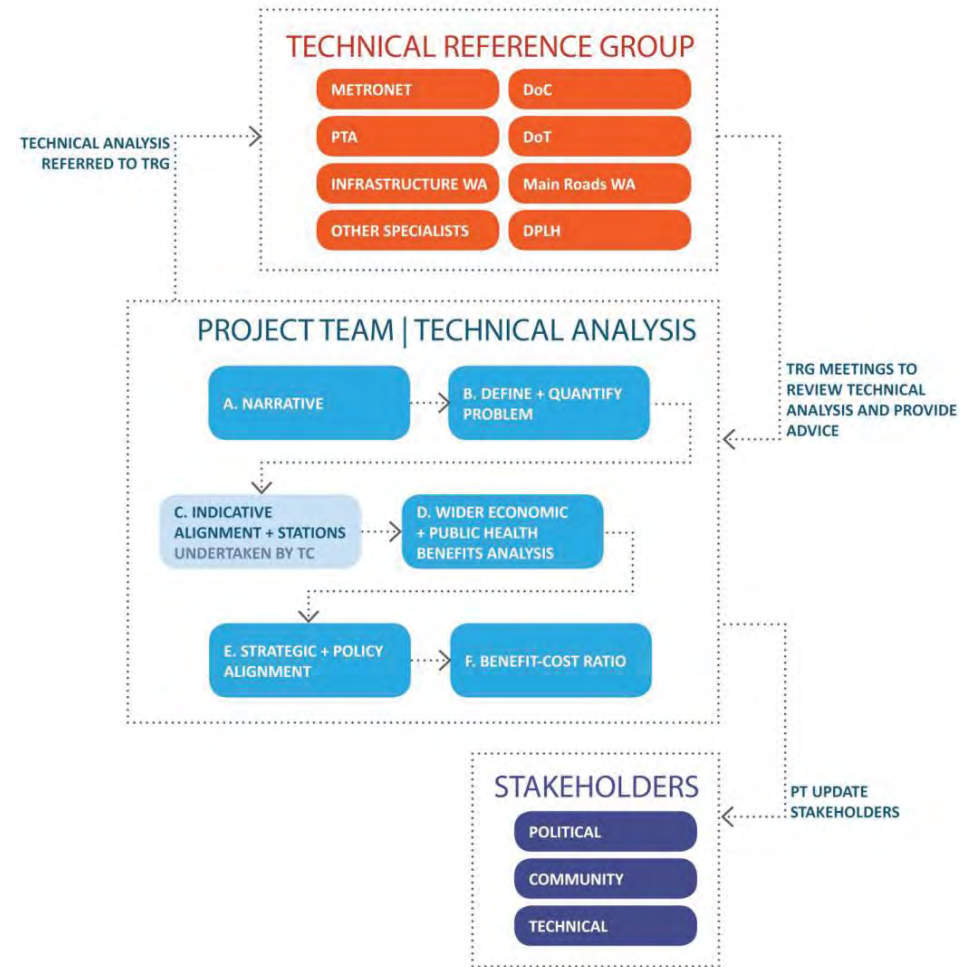 TECHNICAL REFERENCE GROUP
METRONET
DoC
PTA
DoT
INFRASTRUCTURE WA
Main Roads WA
OTHER SPECIALISTS
DPLH
TECHNICAL ANALYSIS
REFERRED TO TRG
PROJECT TEAM | TECHNICAL ANALYSIS
A. NARRATIVE
B. DEFINE + QUANTIFY
PROBLEM
C. INDICATIVE
ALIGNMENT + STATIONS
UNDERTAKEN BY TC
D. WIDER ECONOMIC
+ PUBLIC HEALTH
BENEFITS ANALYSIS
E. STRATEGIC + POLICY
ALIGNMENT
F. BENEFIT-COST RATIO
TRG MEETINGS TO
REVIEW TECHNICAL
ANALYSIS AND PROVIDE
ADVICE
STAKEHOLDERS
POLITICAL
COMMUNITY
TECHNICAL
PT UPDATE
STAKEHOLDERS